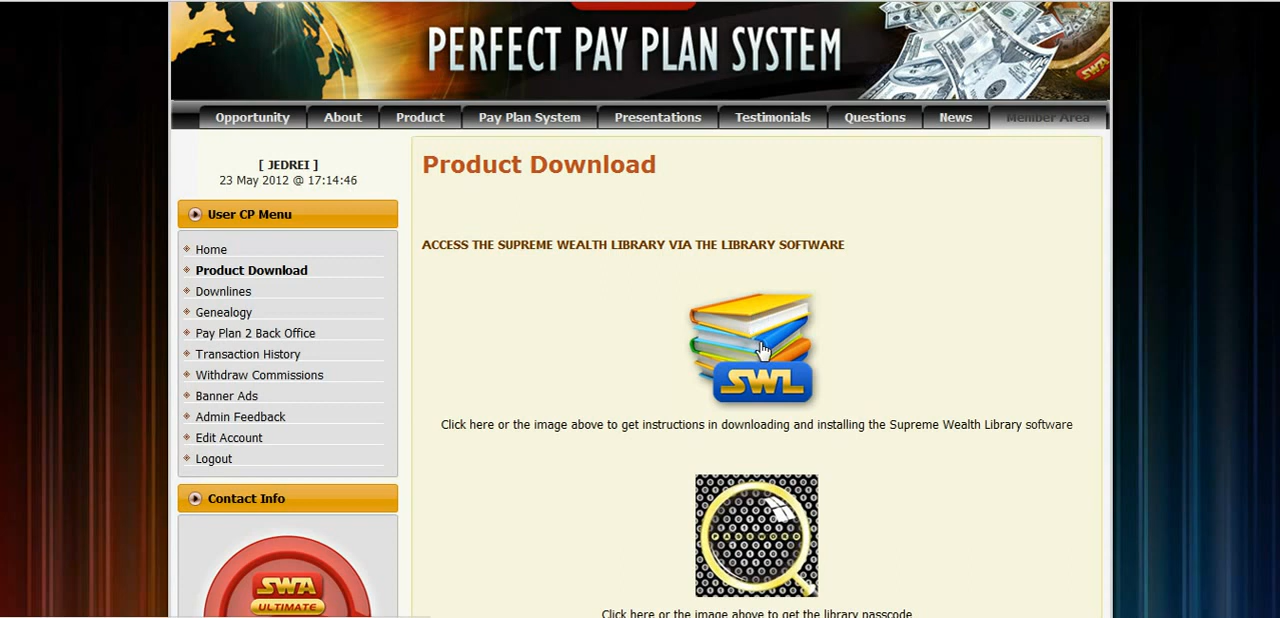 PERFECT PAY PLAN SYSTEM
SWA
Opportunity About Product Pay Plan System Presentations Testimonials Questions News Member Area
[ JEDREI ]
23 May 2012 @ 17:14:46
User CP Menu
Home
Product Download
Downlines
Genealogy
Pay Plan 2 Back Office
Transaction History
Withdraw Commissions
Banner Ads
Admin Feedback
Edit Account
Logout
Contact Info
SWA
ULTIMATE
Product Download
ACCESS THE SUPREME WEALTH LIBRARY VIA THE LIBRARY SOFTWARE
SWL
Click here or the image above to get instructions in downloading and installing the Supreme Wealth Library software
PASSWORD
Click here or the image above to get the library passcode